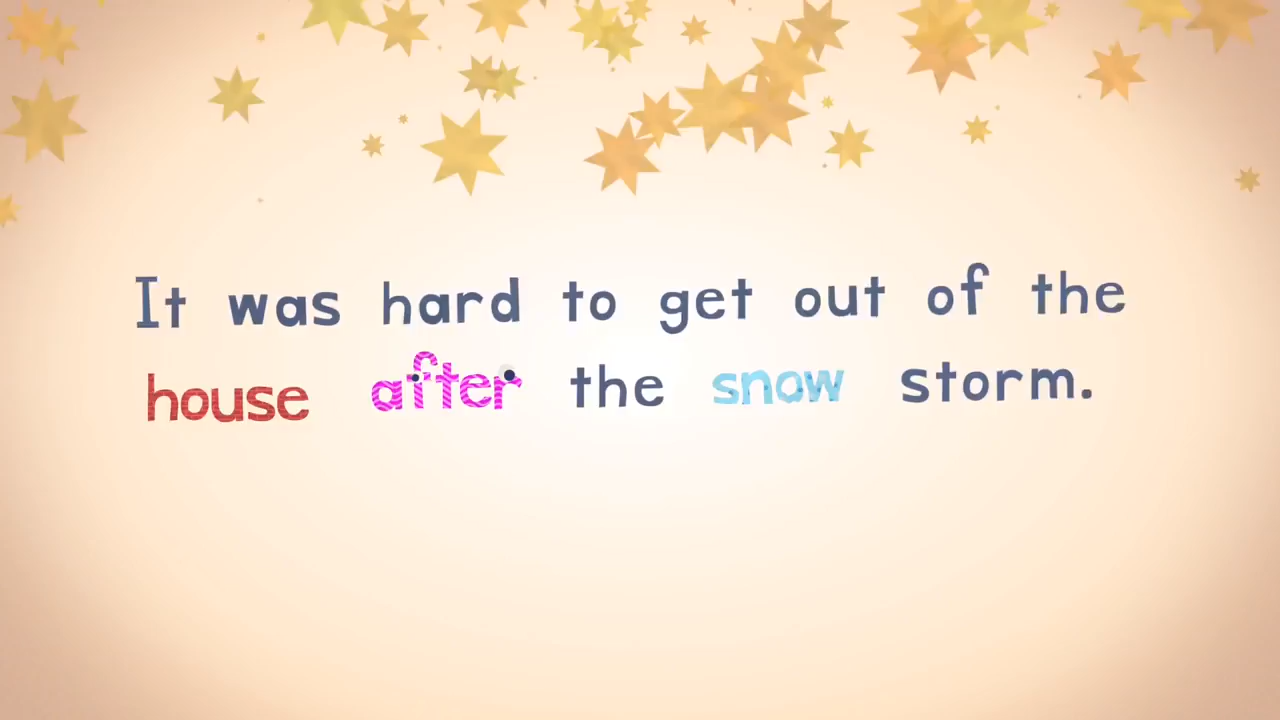 It was hard to get out of the
house after the snow storm.